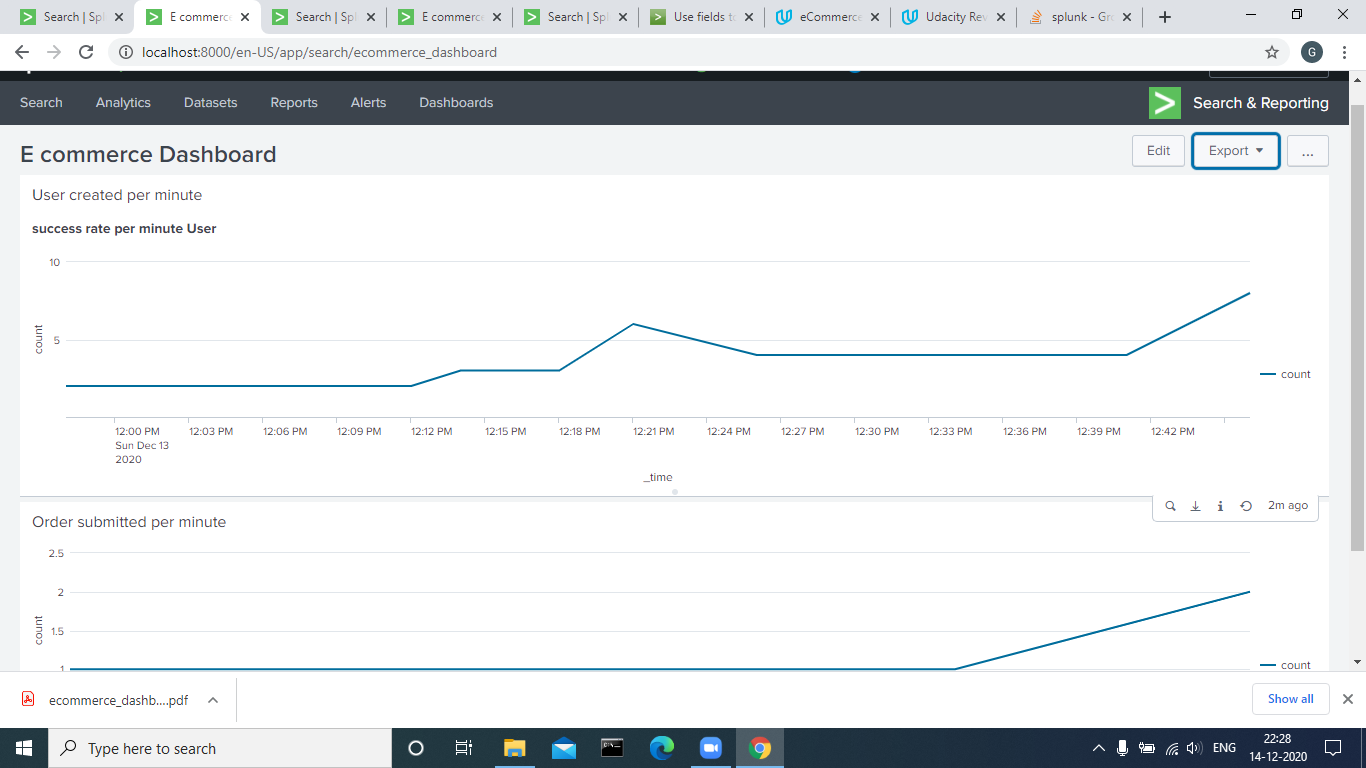 Search | Spl
E commerce
Search | Spl
E commerce
Search | Spl
Use fields to
eCommerce
Udacity Rev
splunk - Gro
localhost:8000/en-US/app/search/ecommerce_dashboard
G
Search Analytics Datasets Reports Alerts Dashboards
Search & Reporting
E commerce Dashboard
Edit Export ...
User created per minute
success rate per minute User
10
5
count
count
12:00 PM 12:03 PM 12:06 PM 12:09 PM 12:12 PM 12:15 PM 12:18 PM 12:21 PM 12:24 PM 12:27 PM 12:30 PM 12:33 PM 12:36 PM 12:39 PM 12:42 PM
Sun Dec 13
2020
_time
2m ago
Order submitted per minute
2.5
2
1.5
1
count
count
ecommerce_dashb....pdf
Show all
Type here to search
ENG
22:28
14-12-2020